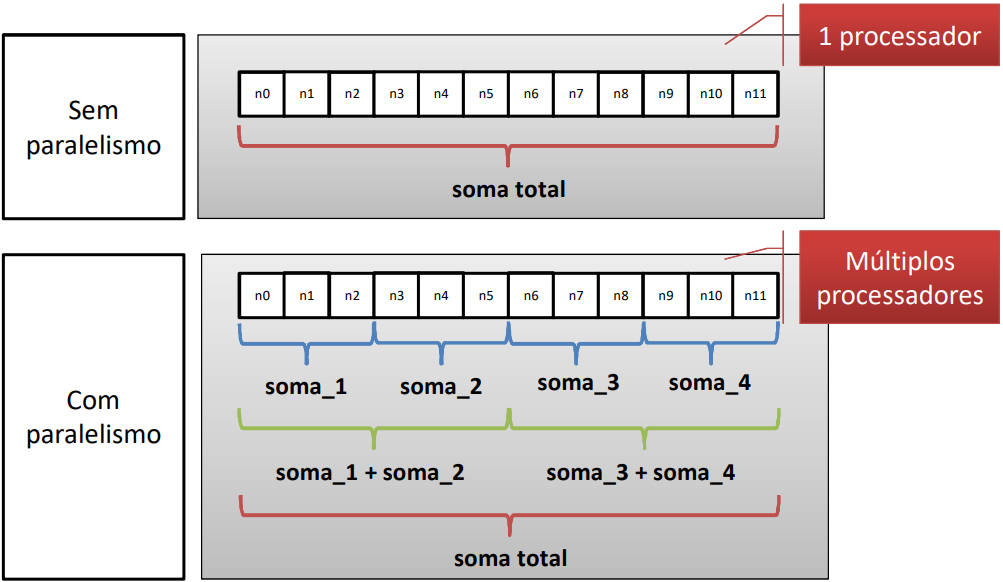 1 processador
Sem
paralelismo
n0 n1 n2 n3 n4 n5 n6 n7 n8 n9 n10 n11
soma total
Múltiplos
processadores
Com
paralelismo
n0 n1 n2 n3 n4 n5 n6 n7 n8 n9 n10 n11
soma_1 soma_2 soma_3 soma_4
soma_1 + soma_2 soma_3 + soma_4
soma total